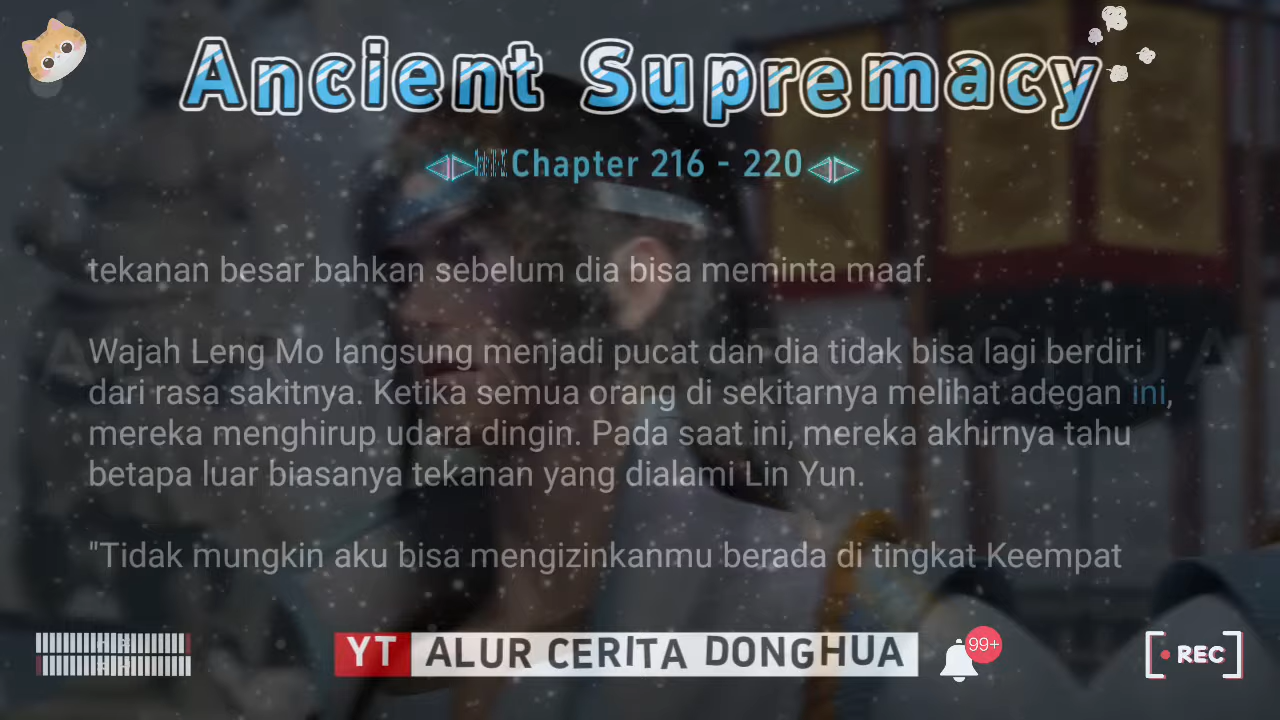 Ancient Supremacy
Chapter 216 - 220
tekanan besar bahkan sebelum dia bisa meminta maaf.
ALUR CERITA DONGHUA
Wajah Leng Mo langsung menjadi pucat dan dia tidak bisa lagi berdiri
dari rasa sakitnya. Ketika semua orang di sekitarnya melihat adegan ini,
mereka menghirup udara dingin. Pada saat ini, mereka akhirnya tahu
betapa luar biasanya tekanan yang dialami Lin Yun.
"Tidak mungkin aku bisa mengizinkanmu berada di tingkat Keempat
YT ALUR CERITA DONGHUA
99+
REC